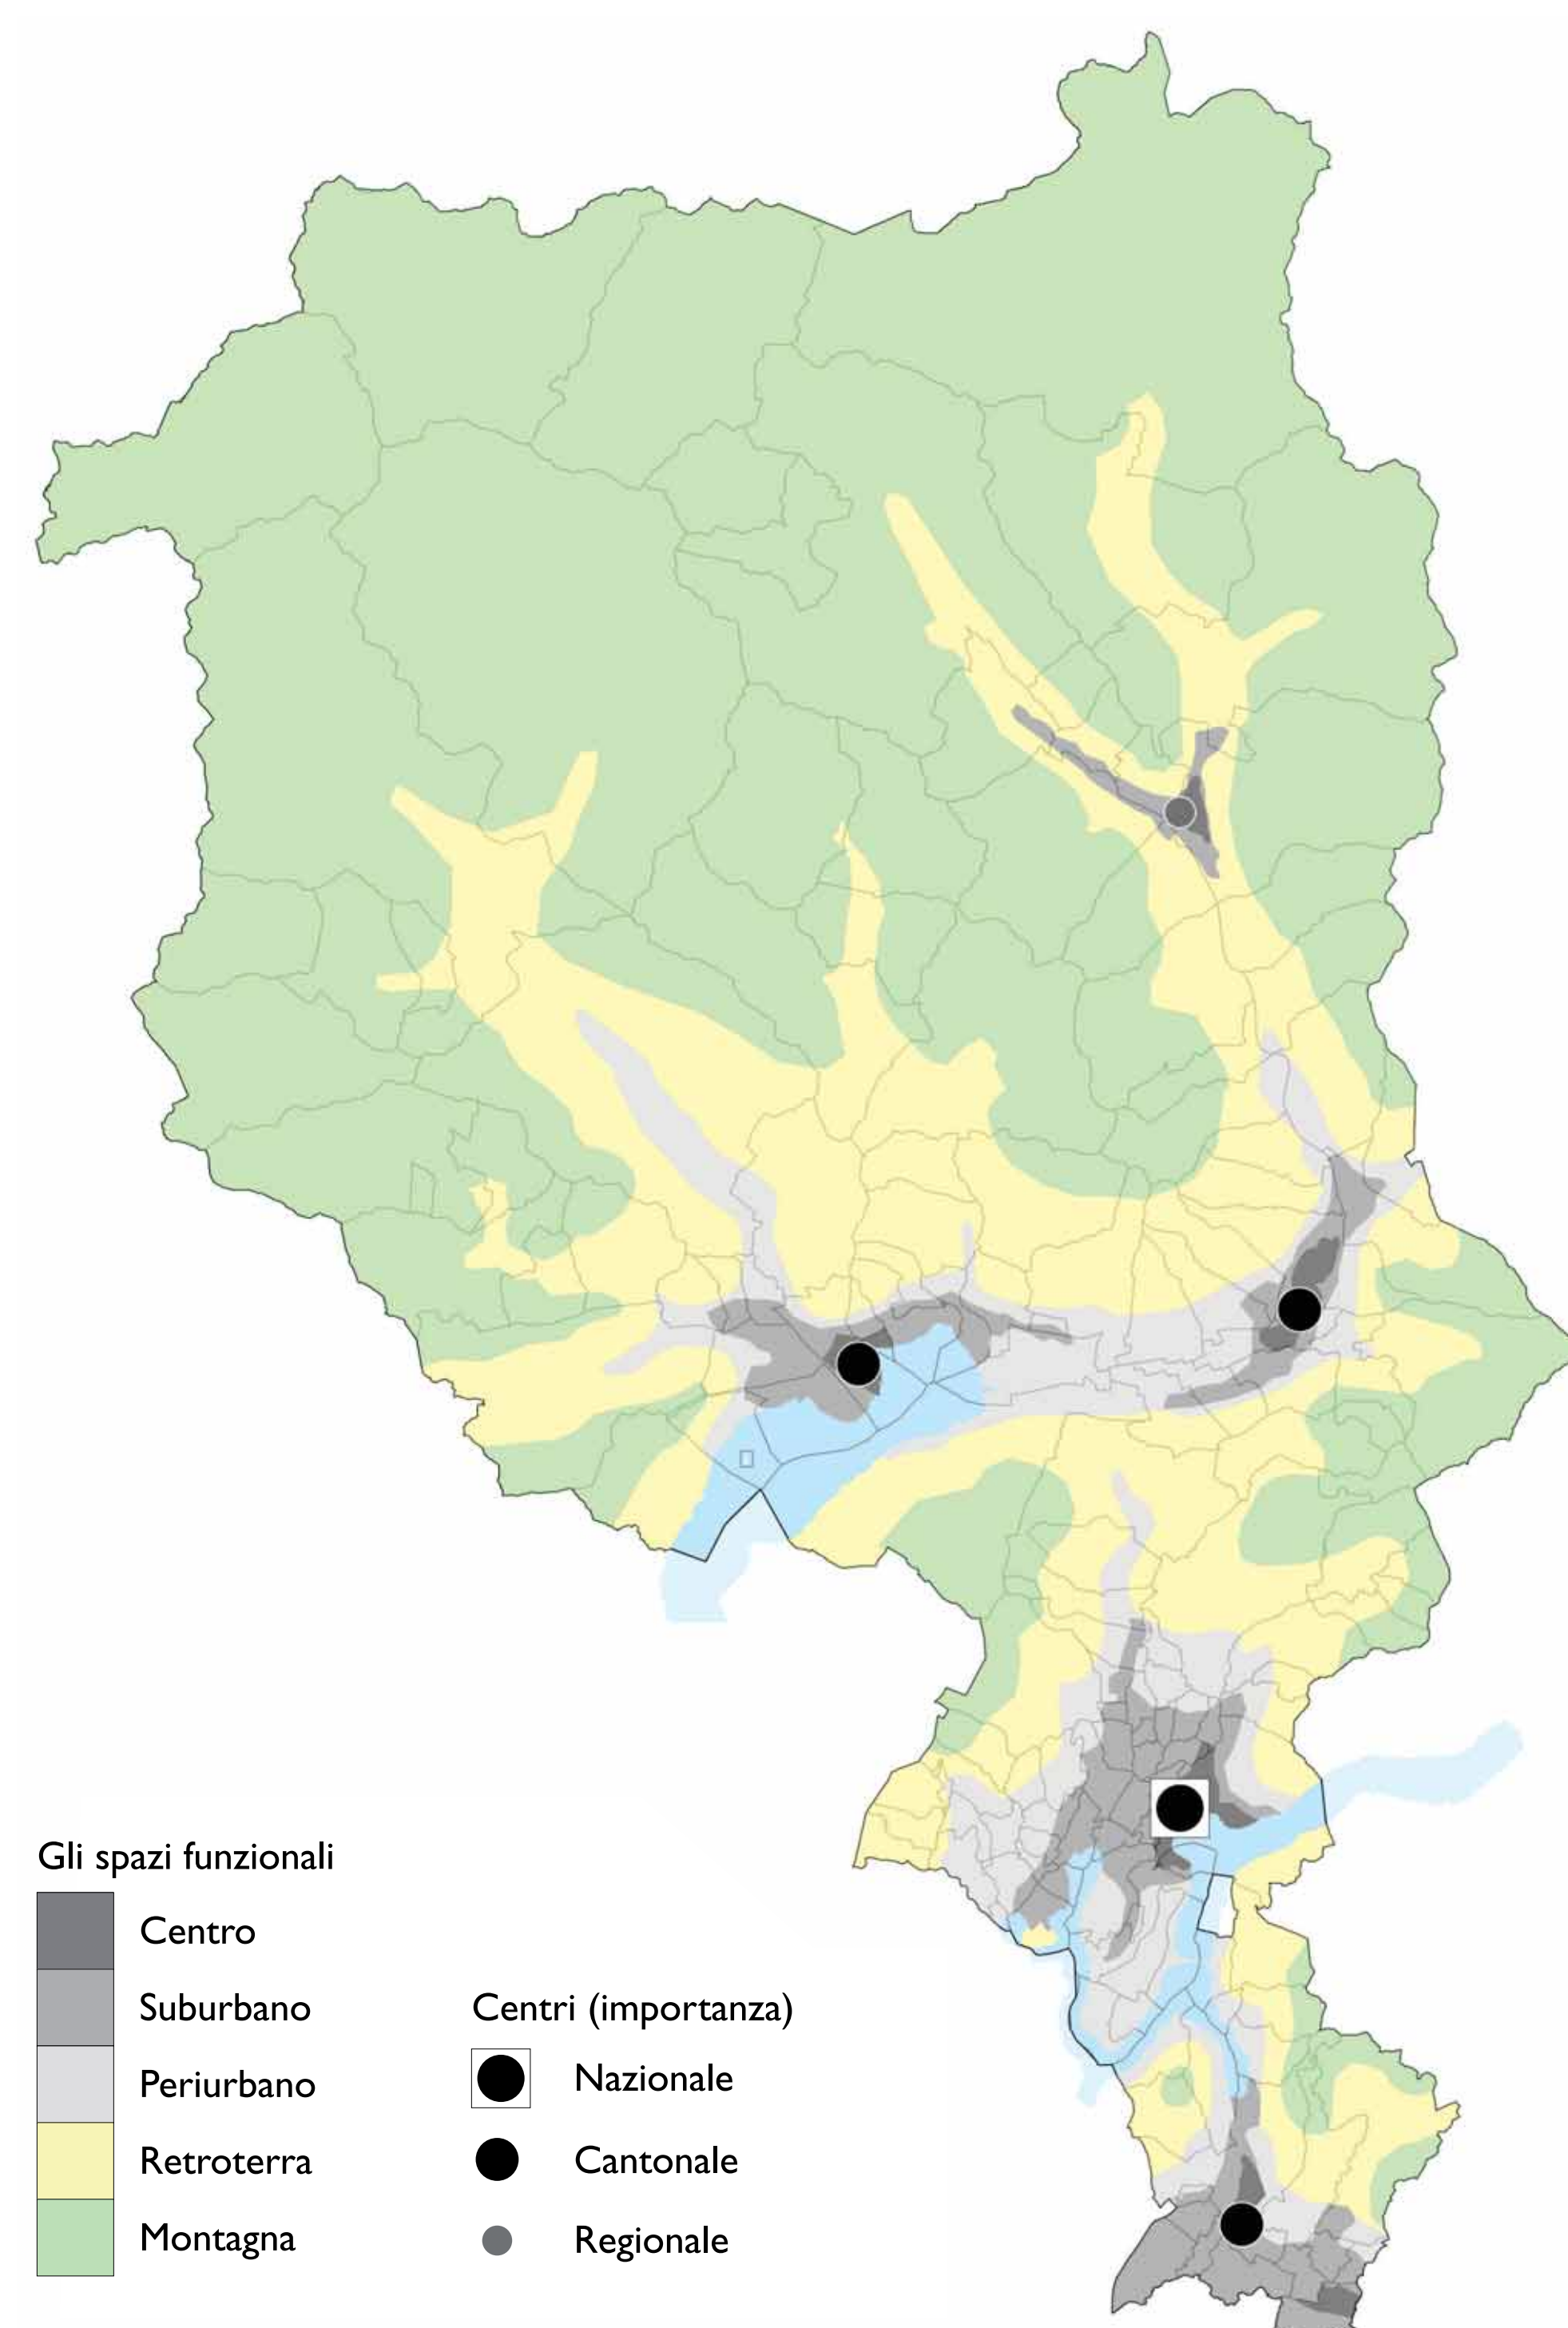 Gli spazi funzionali
Centro
Suburbano
Periurbano
Retroterra
Montagna
Centri (importanza)
Nazionale
Cantonale
Regionale